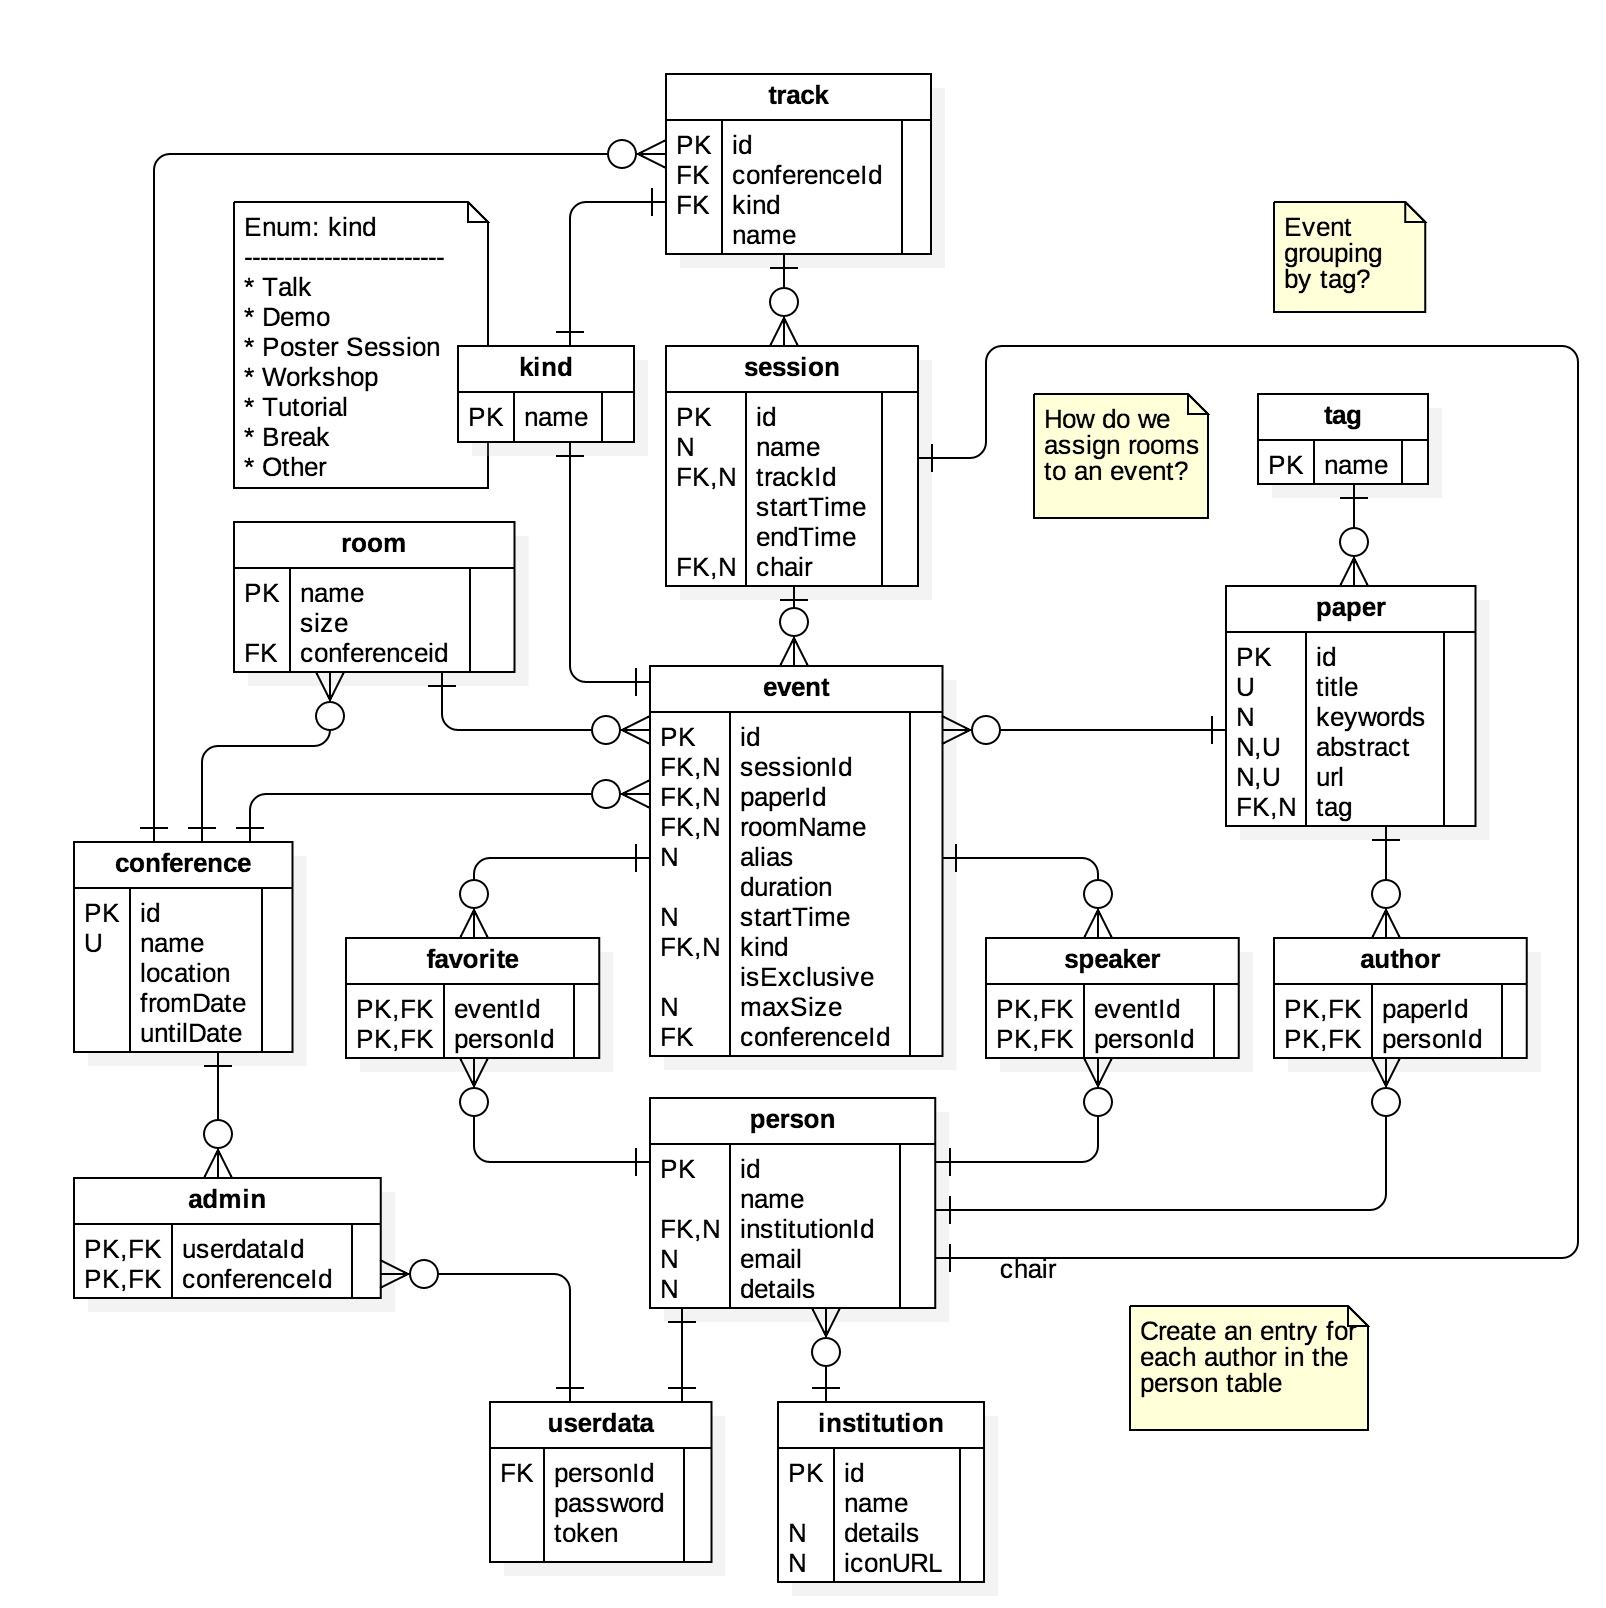 track
PK id
FK conferenceId
FK kind
name
Enum: kind
-------------------------
* Talk
* Demo
* Poster Session
* Workshop
* Tutorial
* Break
* Other
Event
grouping
by tag?
kind
PK name
session
PK id
N name
FK,N trackId
startTime
endTime
FK,N chair
How do we
assign rooms
to an event?
tag
PK name
room
PK name
size
FK conferenceid
paper
PK id
U title
N keywords
N,U abstract
N,U url
FK,N tag
event
PK id
FK,N sessionId
FK,N paperId
FK,N roomName
N alias
duration
N startTime
FK,N kind
isExclusive
N maxSize
FK conferenceId
conference
PK id
U name
location
fromDate
untilDate
favorite
PK,FK eventId
PK,FK personId
speaker
PK,FK eventId
PK,FK personId
author
PK,FK paperId
PK,FK personId
person
PK id
name
FK,N institutionId
N email
N details
admin
PK,FK userdataId
PK,FK conferenceId
chair
Create an entry for
each author in the
person table
userdata
FK personId
password
token
institution
PK id
name
N details
N iconURL